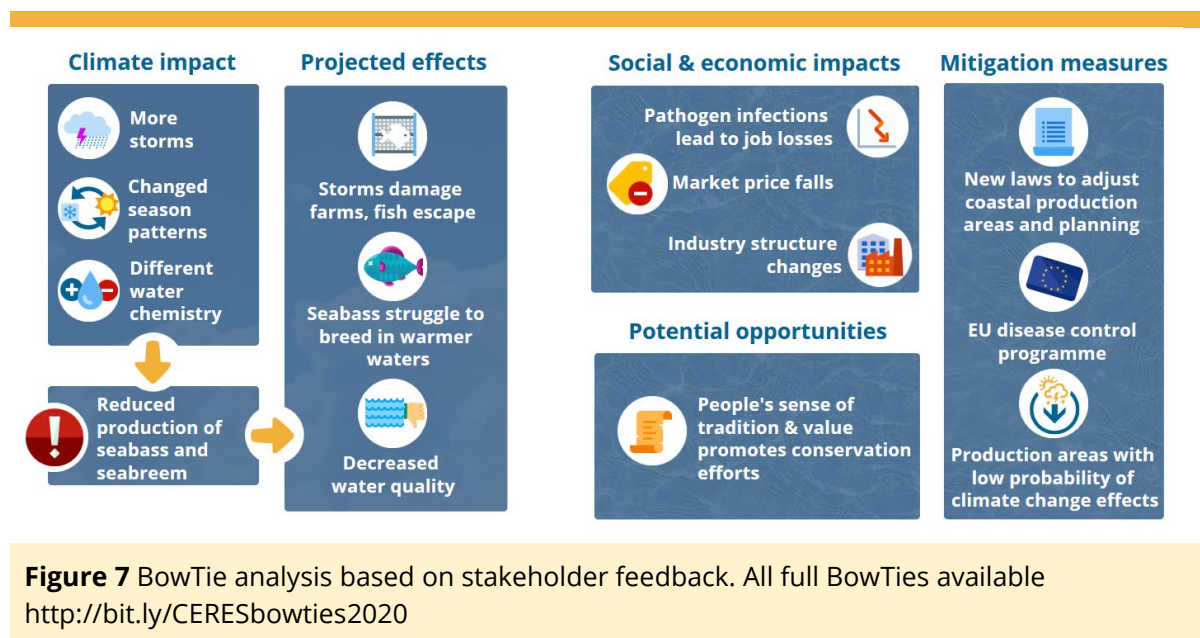 Climate impact
More
storms
Changed
season
patterns
Different
water
chemistry
Reduced
production of
seabass and
seabreem
Projected effects
Storms damage
farms, fish escape
Seabass struggle to
breed in warmer
waters
Decreased
water quality
Social & economic impacts
Pathogen infections
lead to job losses
Market price falls
Industry structure
changes
Potential opportunities
People's sense of
tradition & value
promotes conservation
efforts
Mitigation measures
New laws to adjust
coastal production
areas and planning
EU disease control
programme
Production areas with
low probability of
climate change effects
Figure 7 BowTie analysis based on stakeholder feedback. All full BowTies available
http://bit.ly/CERESbowties2020